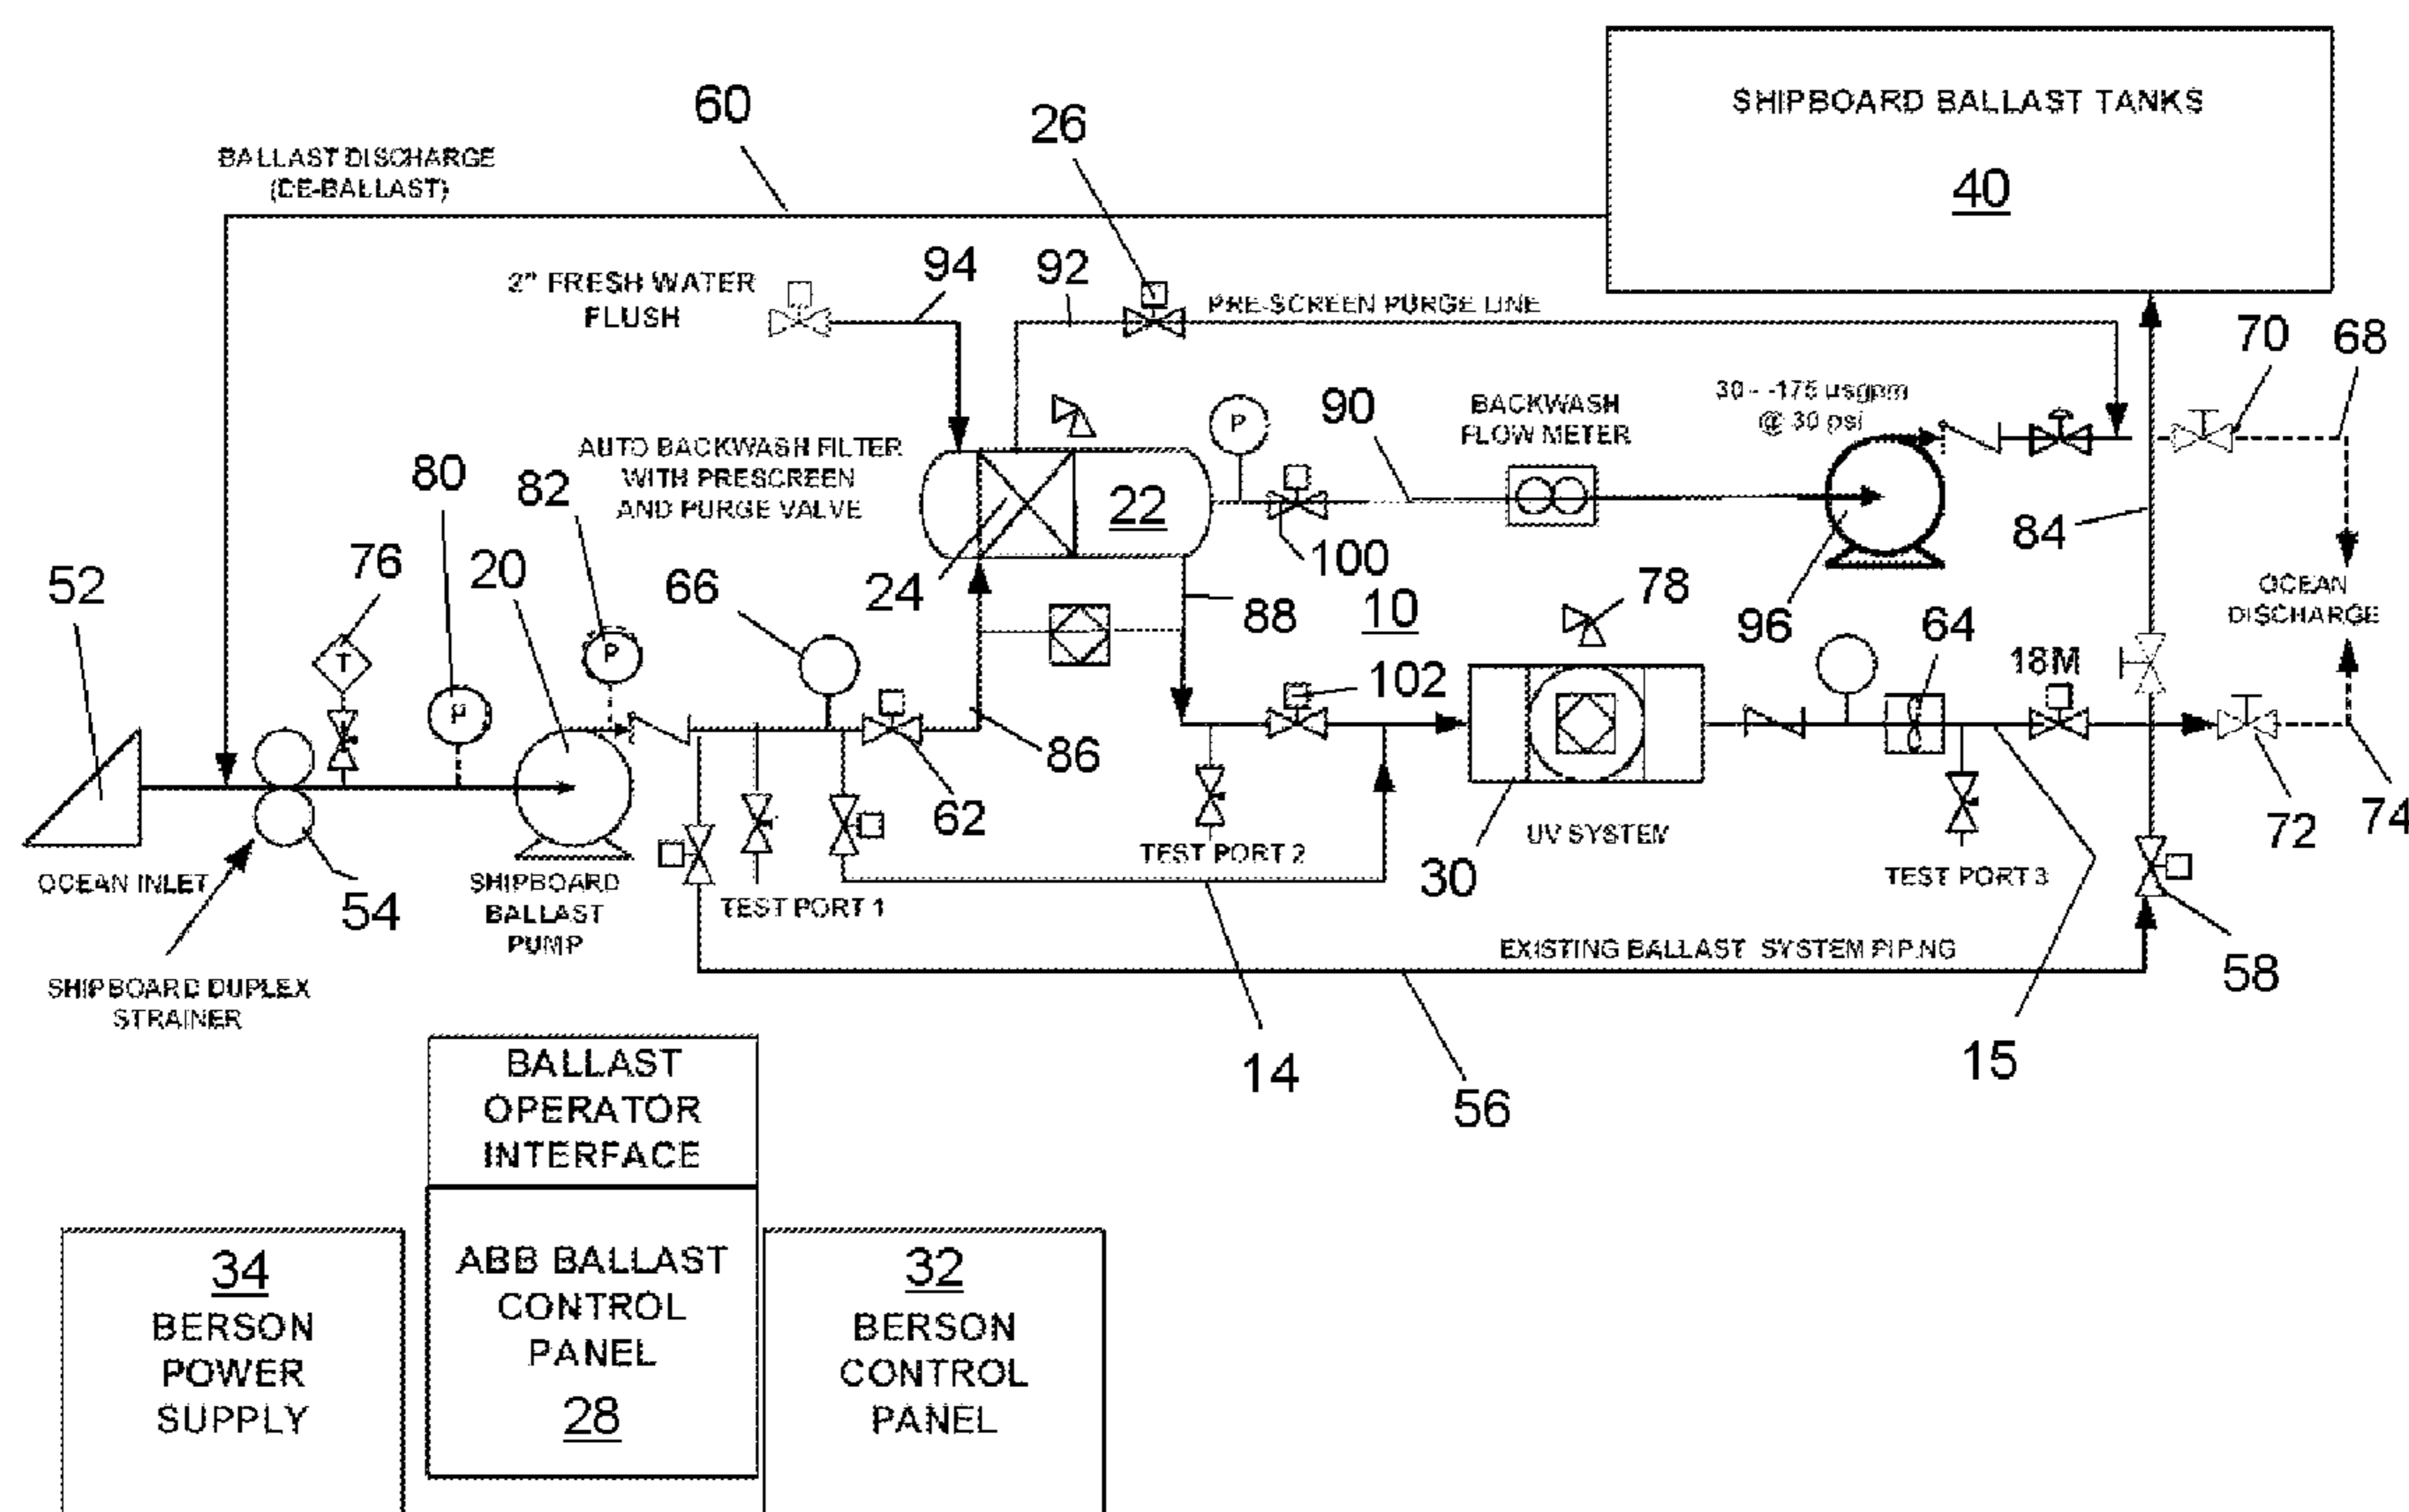 SHIPBOARD BALLAST TANKS
40
60
26
BALLAST DISCHARGE
(DE-BALLAST)
2" FRESH WATER
FLUSH
94
92
PRE-SCREEN PURGE LINE
70
68
AUTO BACKWASH FILTER
WITH PRESCREEN
AND PURGE VALVE
22
24
P
100
90
BACKWASH
FLOW METER
30 - -175 usgpm
@ 30 psi
96
84
OCEAN
DISCHARGE
52
76
T
80
P
82
P
20
66
62
86
88
10
102
78
64
18M
72
74
OCEAN INLET
54
SHIPBOARD DUPLEX
STRAINER
SHIPBOARD
BALLAST
PUMP
TEST PORT 1
TEST PORT 2
30
UV SYSTEM
TEST PORT 3
58
EXISTING BALLAST SYSTEM PIPING
14
56
15
BALLAST
OPERATOR
INTERFACE
34
BERSON
POWER
SUPPLY
ABB BALLAST
CONTROL
PANEL
28
32
BERSON
CONTROL
PANEL